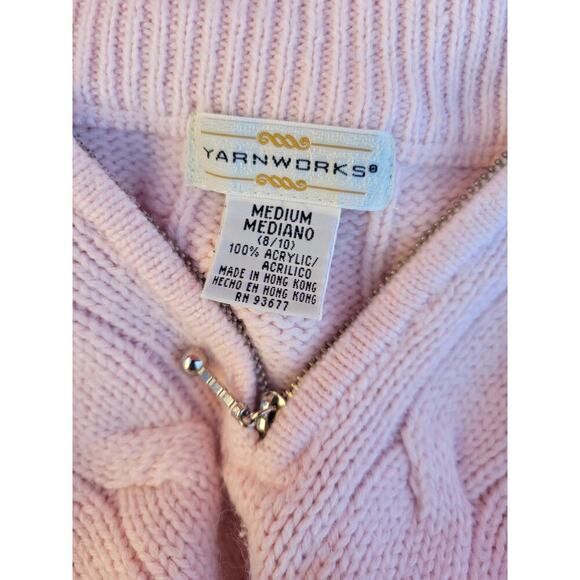 YARNWORKS®
MEDIUM
MEDIANO
(8/10)
100% ACRYLIC/
ACRILICO
MADE IN HONG KONG
HECHO EN HONG KONG
RN 93677